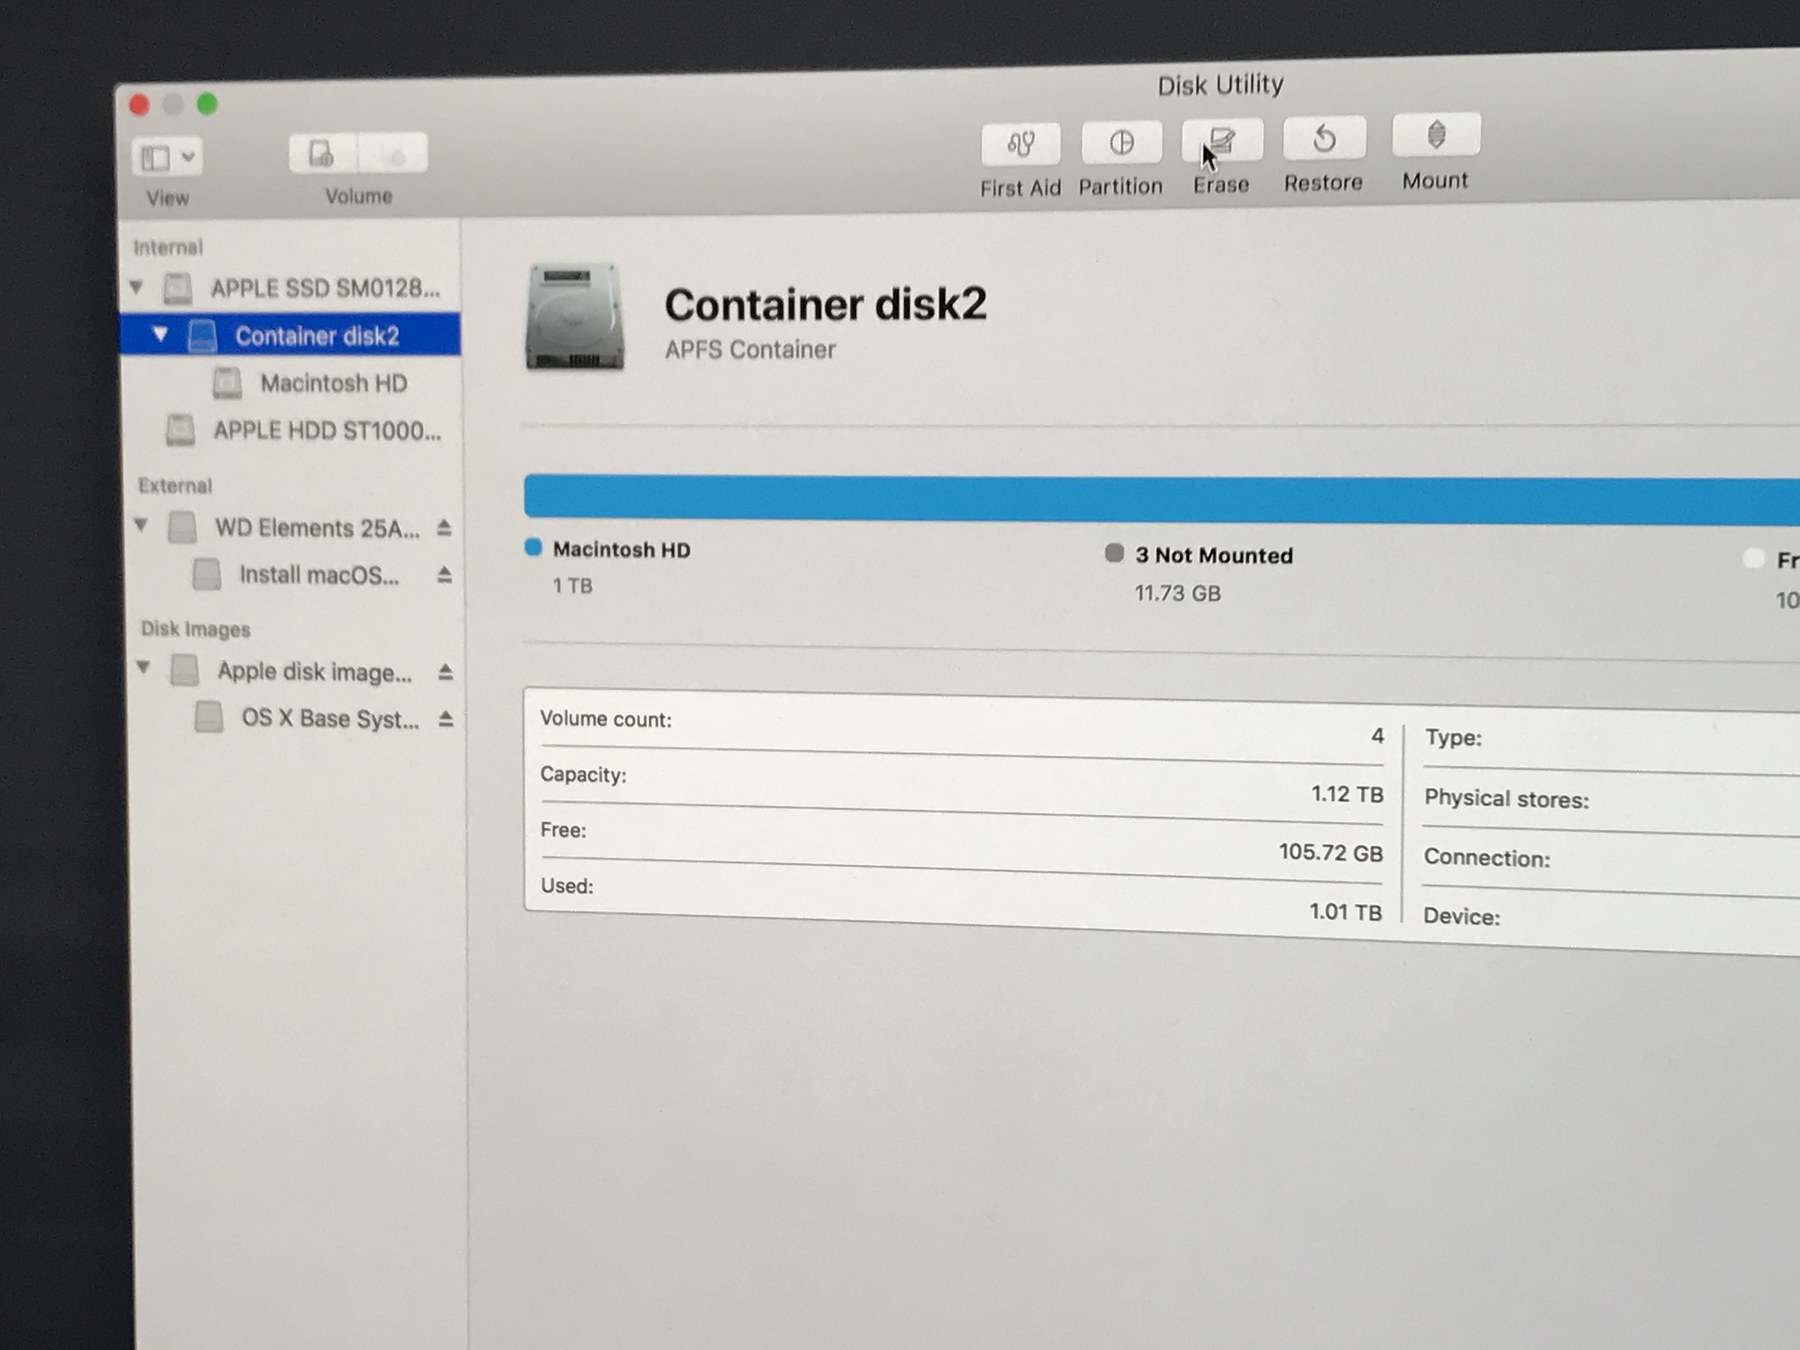 Disk Utility
View
Volume
First Aid
Partition
Erase
Restore
Mount
Internal
APPLE SSD SM0128...
Container disk2
Macintosh HD
APPLE HDD ST1000...
External
WD Elements 25A...
Install macOS...
Disk Images
Apple disk image...
OS X Base Syst...
Container disk2
APFS Container
Macintosh HD
1 TB
3 Not Mounted
11.73 GB
Fr
10
Volume count:
4
Capacity:
1.12 TB
Free:
105.72 GB
Used:
1.01 TB
Type:
Physical stores:
Connection:
Device: